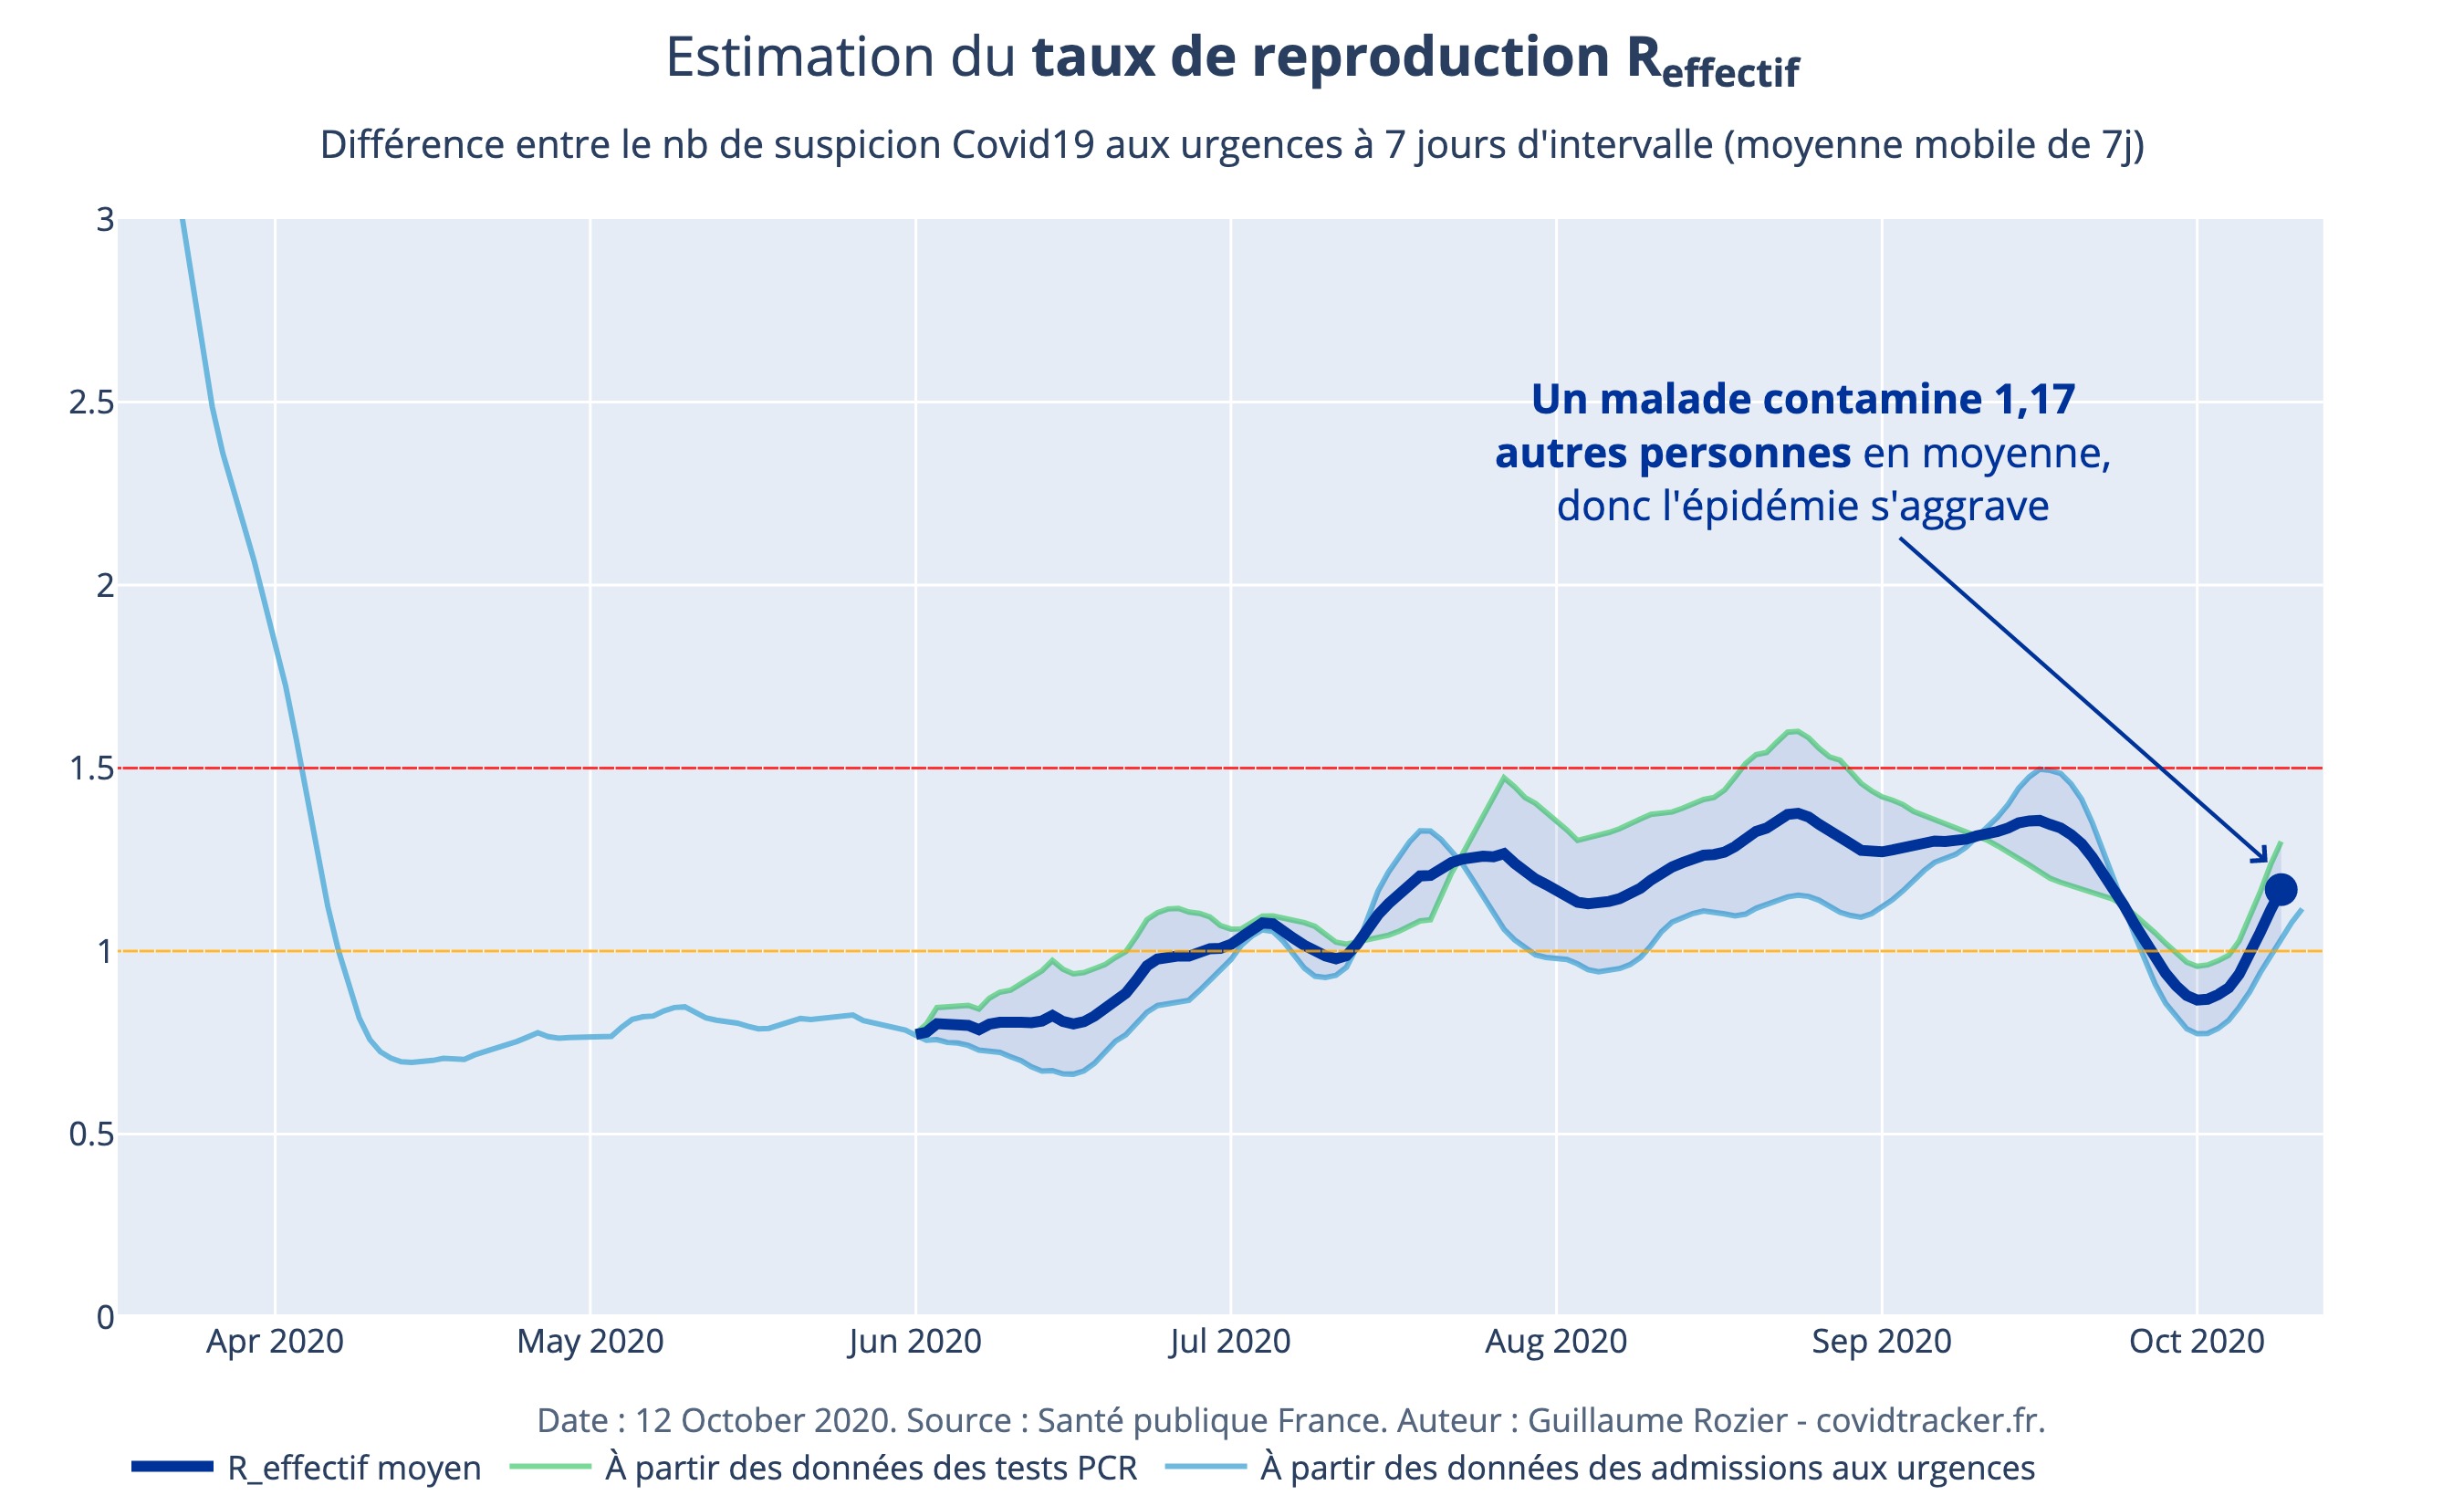 Estimation du taux de reproduction Reffectif
Différence entre le nb de suspicion Covid19 aux urgences à 7 jours d'intervalle (moyenne mobile de 7j)
3
2.5
2
1.5
1
0.5
0
Un malade contamine 1,17
autres personnes en moyenne,
donc l'épidémie s'aggrave
Apr 2020 May 2020 Jun 2020 Jul 2020 Aug 2020 Sep 2020 Oct 2020
Date : 12 October 2020. Source : Santé publique France. Auteur : Guillaume Rozier - covidtracker.fr.
R_effectif moyen À partir des données des tests PCR À partir des données des admissions aux urgences